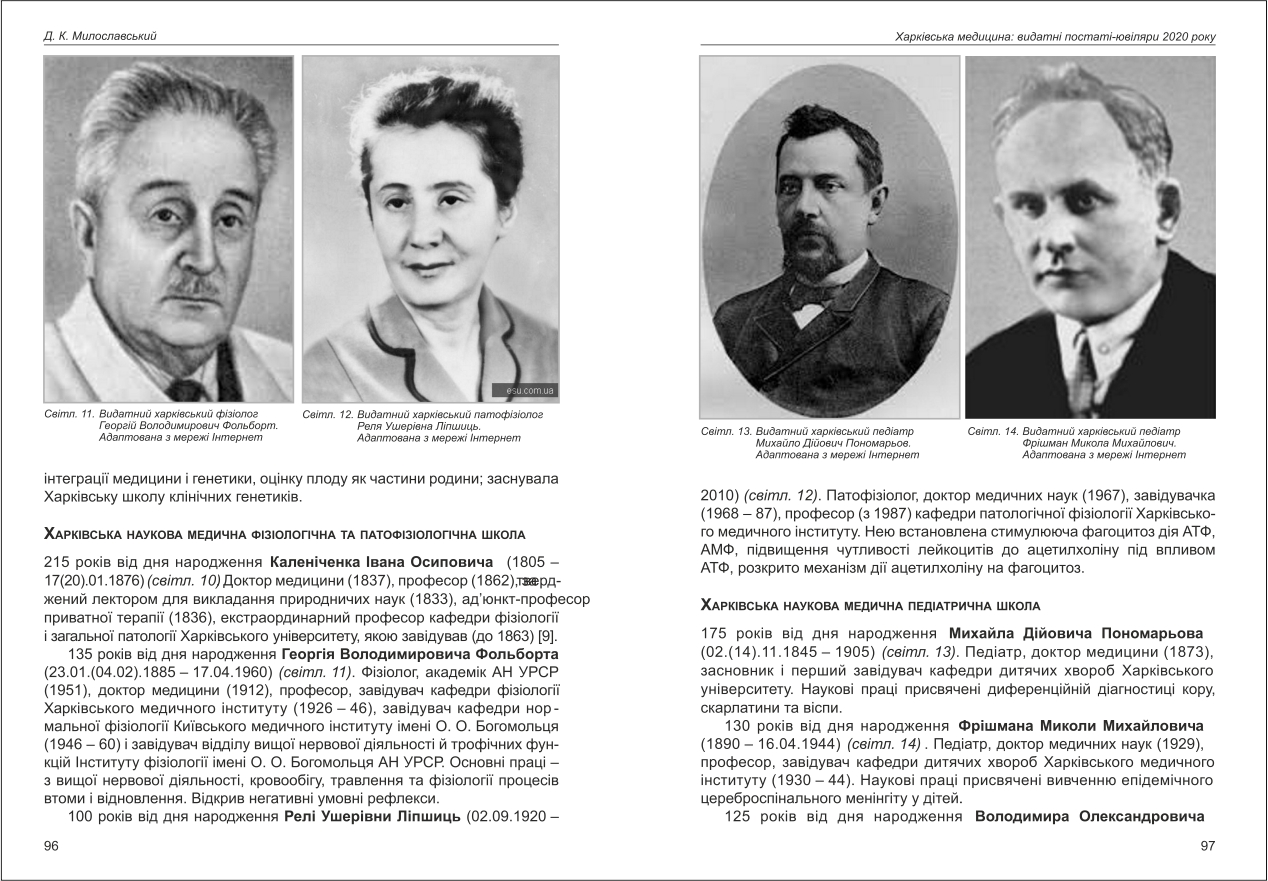 Д. К. Милославський
esu.com.ua
Світл. 11. Видатний харківський фізіолог
Георгій Володимирович Фольборт.
Адаптована з мережі Інтернет
Світл. 12. Видатний харківський патофізіолог
Реля Ушерівна Ліпшиць.
Адаптована з мережі Інтернет
інтеграції медицини і генетики, оцінку плоду як частини родини; заснувала
Харківську школу клінічних генетиків.
Харківська наукова медична фізіологічна та патофізіологічна школа
215 років від дня народження Каленіченка Івана Осиповича (1805 –
17(20).01.1876) (світл. 10) Доктор медицини (1837), професор (1862),
жений лектором для викладання природничих наук (1833), ад’юнкт-професор
приватної терапії (1836), екстраординарний професор кафедри фізіології
і загальної патології Харківського університету, якою завідував (до 1863) [9].
135 років від дня народження Георгія Володимировича Фольборта
(23.01.(04.02).1885 – 17.04.1960) (світл. 11). Фізіолог, академік АН УРСР
(1951), доктор медицини (1912), професор, завідувач кафедри фізіології
Харківського медичного інституту (1926 – 46), завідувач кафедри нор-
мальної фізіології Київського медичного інституту імені О. О. Богомольця
(1946 – 60) і завідувач відділу вищої нервової діяльності й трофічних фун-
кцій Інституту фізіології імені О. О. Богомольця АН УРСР. Основні праці –
з вищої нервової діяльності, кровообігу, травлення та фізіології процесів
втоми і відновлення. Відкрив негативні умовні рефлекси.
100 років від дня народження Релі Ушерівни Ліпшиць (02.09.1920 –
96
Харківська медицина: видатні постаті-ювіляри 2020 року
Світл. 13. Видатний харківський педіатр
Михайло Дійович Пономарьов.
Адаптована з мережі Інтернет
Світл. 14. Видатний харківський педіатр
Фрішман Микола Михайлович.
Адаптована з мережі Інтернет
2010) (світл. 12). Патофізіолог, доктор медичних наук (1967), завідувачка
(1968 – 87), професор (з 1987) кафедри патологічної фізіології Харківсько-
го медичного інституту. Нею встановлена стимулююча фагоцитоз дія АТФ,
АМФ, підвищення чутливості лейкоцитів до ацетилхоліну під впливом
АТФ, розкрито механізм дії ацетилхоліну на фагоцитоз.
Харківська наукова медична педіатрична школа
175 років від дня народження Михайла Дійовича Пономарьова
(02.(14).11.1845 – 1905) (світл. 13). Педіатр, доктор медицини (1873),
засновник і перший завідувач кафедри дитячих хвороб Харківського
університету. Наукові праці присвячені диференційній діагностиці кору,
скарлатини та віспи.
130 років від дня народження Фрішмана Миколи Михайловича
(1890 – 16.04.1944) (світл. 14) . Педіатр, доктор медичних наук (1929),
професор, завідувач кафедри дитячих хвороб Харківського медичного
інституту (1930 – 44). Наукові праці присвячені вивченню епідемічного
цереброспінального менінгіту у дітей.
125 років від дня народження Володимира Олександровича
97